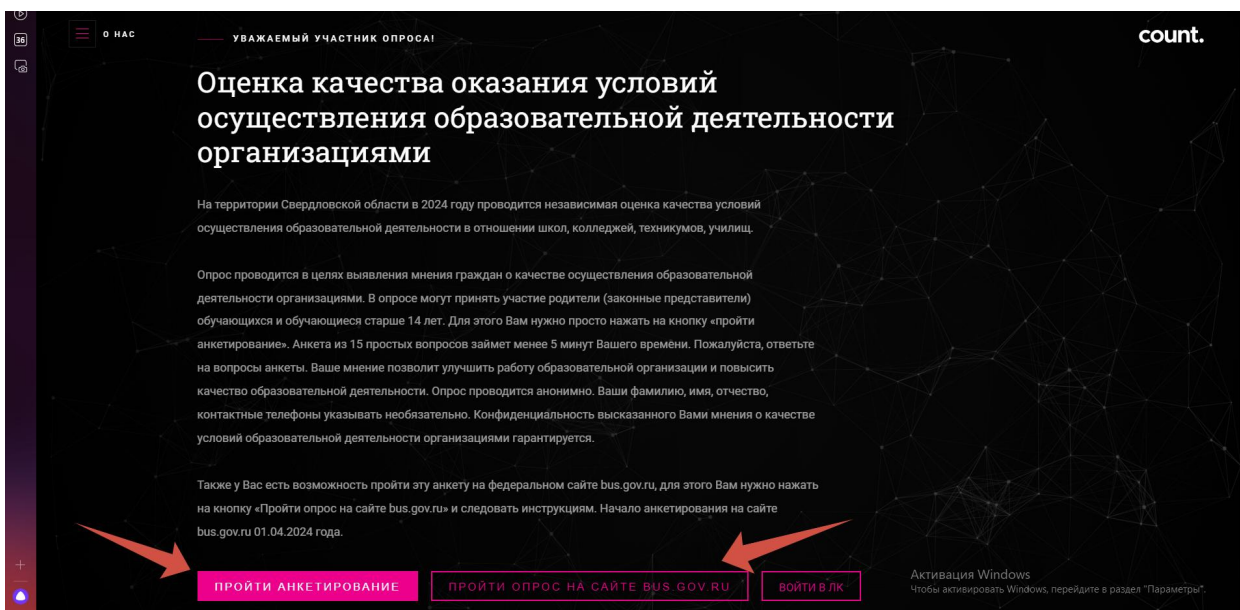 36
О НАС
УВАЖАЕМЫЙ УЧАСТНИК ОПРОСА!
count.
Оценка качества оказания условий
осуществления образовательной деятельности
организациями
На территории Свердловской области в 2024 году проводится независимая оценка качества условий
осуществления образовательной деятельности в отношении школ, колледжей, техникумов, училищ.
Опрос проводится в целях выявления мнения граждан о качестве осуществления образовательной
деятельности организациями. В опросе могут принять участие родители (законные представители)
обучающихся и обучающиеся старше 14 лет. Для этого Вам нужно просто нажать на кнопку «пройти
анкетирование». Анкета из 15 простых вопросов займет менее 5 минут Вашего времени. Пожалуйста, ответьте
на вопросы анкеты. Ваше мнение позволит улучшить работу образовательной организации и повысить
качество образовательной деятельности. Опрос проводится анонимно. Ваши фамилию, имя, отчество,
контактные телефоны указывать необязательно. Конфиденциальность высказанного Вами мнения о качестве
условий образовательной деятельности организациями гарантируется.
Также у Вас есть возможность пройти эту анкету на федеральном сайте bus.gov.ru, для этого Вам нужно нажать
на кнопку «Пройти опрос на сайте bus.gov.ru» и следовать инструкциям. Начало анкетирования на сайте
bus.gov.ru 01.04.2024 года.
ПРОЙТИ АНКЕТИРОВАНИЕ
ПРОЙТИ ОПРОС НА САЙТЕ BUS.GOV.RU
ВОЙТИ В ЛК
Активация Windows
Чтобы активировать Windows, перейдите в раздел "Параметры".